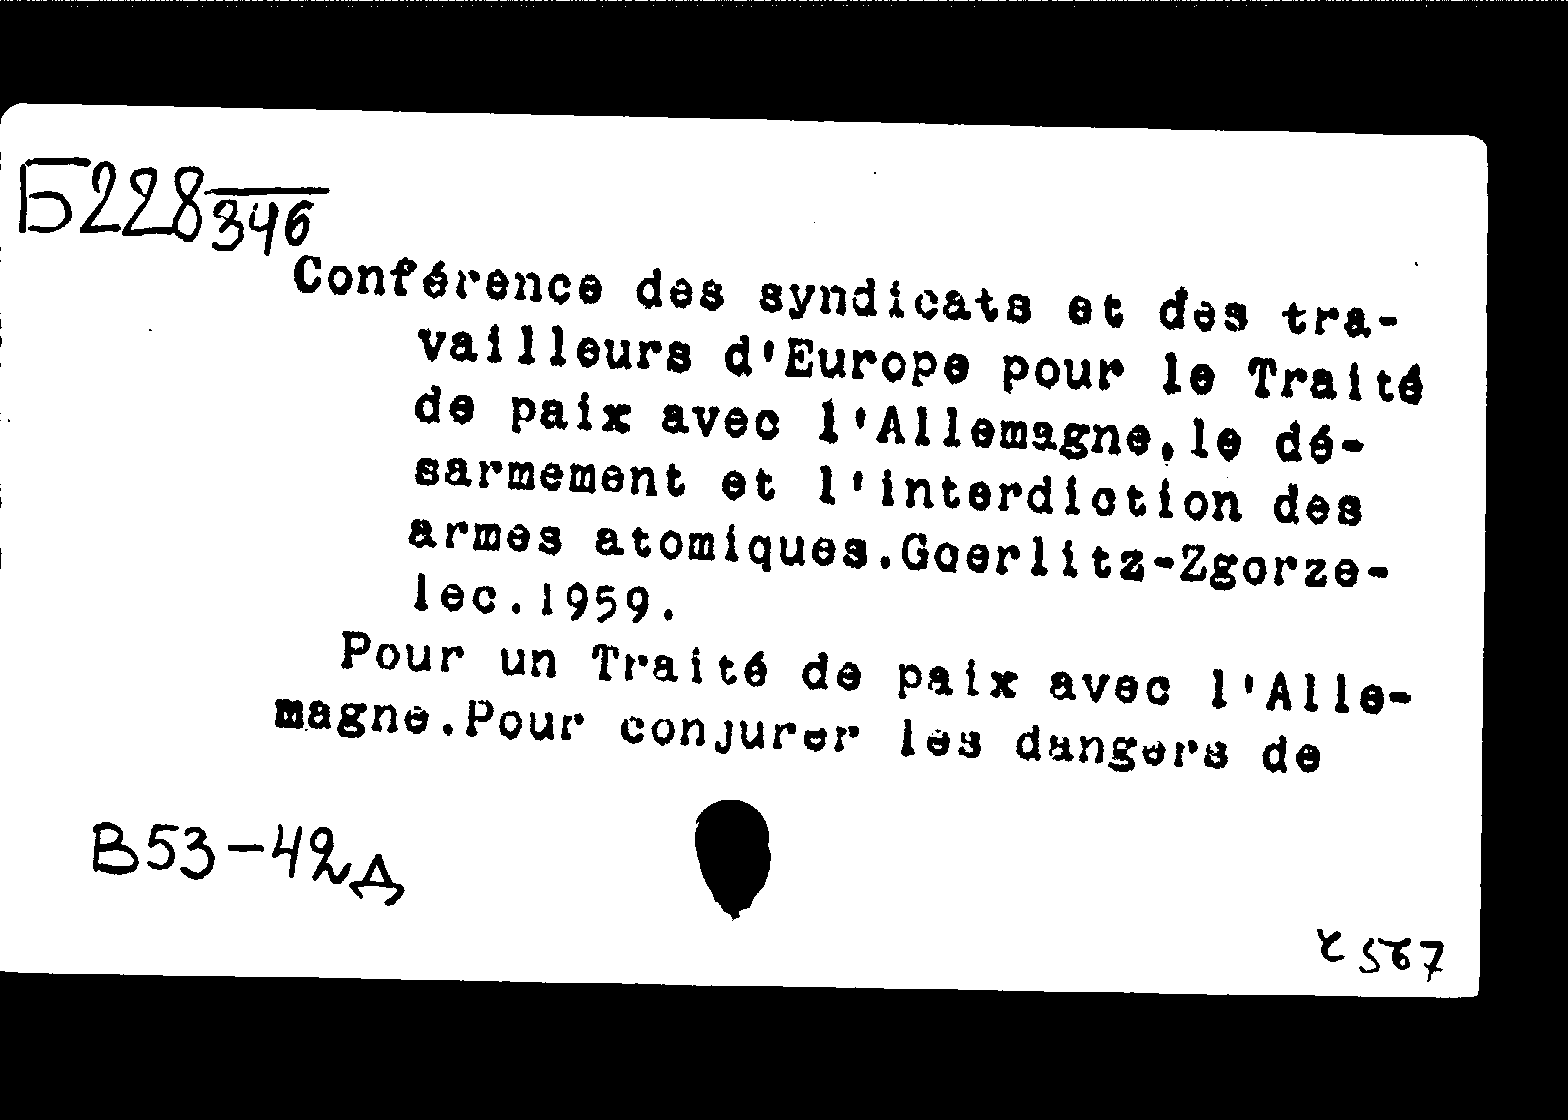 Б228
346
Conférence des syndicats et des tra-
vailleurs d'Europe pour le Traité
de paix avec l'Allemagne,le dé-
sarmement et l'interdiction des
armes atomiques.Goerlitz-Zgorze-
lec.1959.
Pour un Traité de paix avec l'Alle-
magne.Pour conjurer les dangers de
В53-42д
567